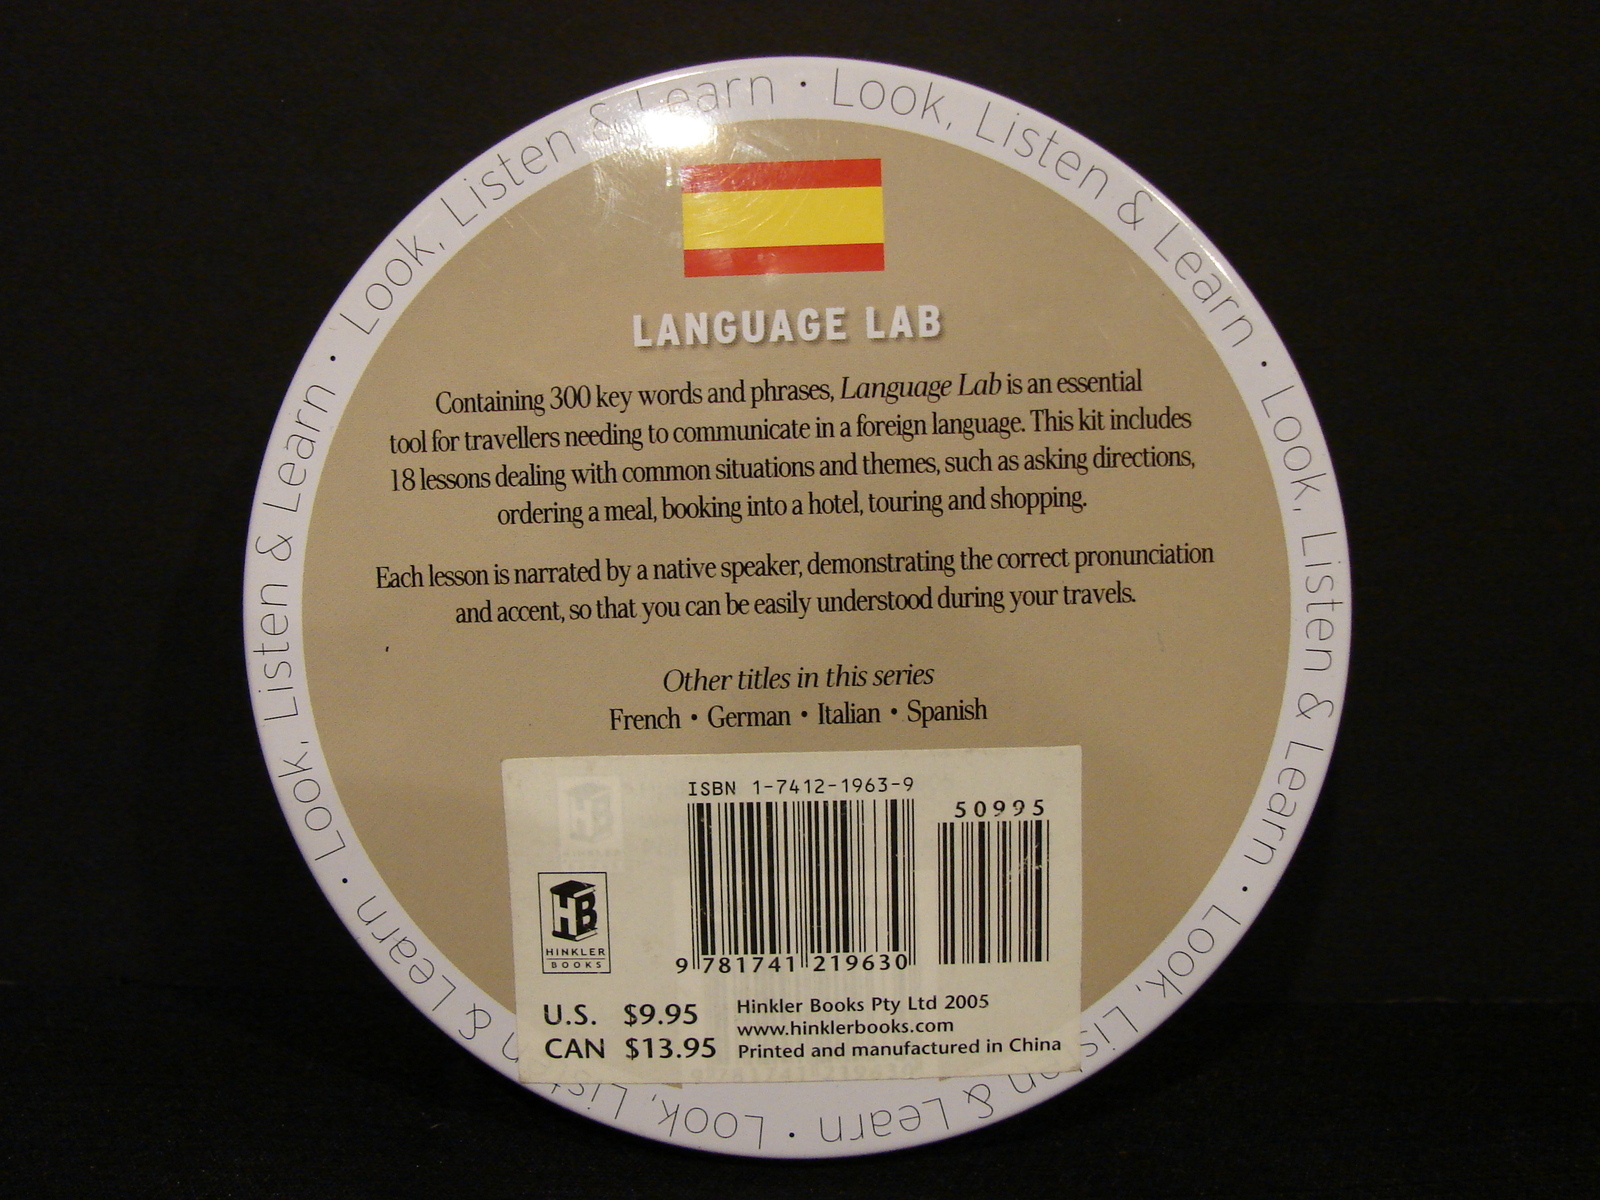 Look, Listen & Learn • Look, Listen & Learn • Look, Listen & Learn • Look, Listen & Learn • Look, Listen & Learn •
LANGUAGE LAB
Containing 300 key words and phrases, Language Lab is an essential
tool for travellers needing to communicate in a foreign language. This kit includes
18 lessons dealing with common situations and themes, such as asking directions,
ordering a meal, booking into a hotel, touring and shopping.
Each lesson is narrated by a native speaker, demonstrating the correct pronunciation
and accent, so that you can be easily understood during your travels.
Other titles in this series
French • German • Italian • Spanish
ISBN 1-7412-1963-9
50995
9 781741 219630
HB
HINKLER
BOOKS
U.S. $9.95
CAN $13.95
Hinkler Books Pty Ltd 2005
www.hinklerbooks.com
Printed and manufactured in China